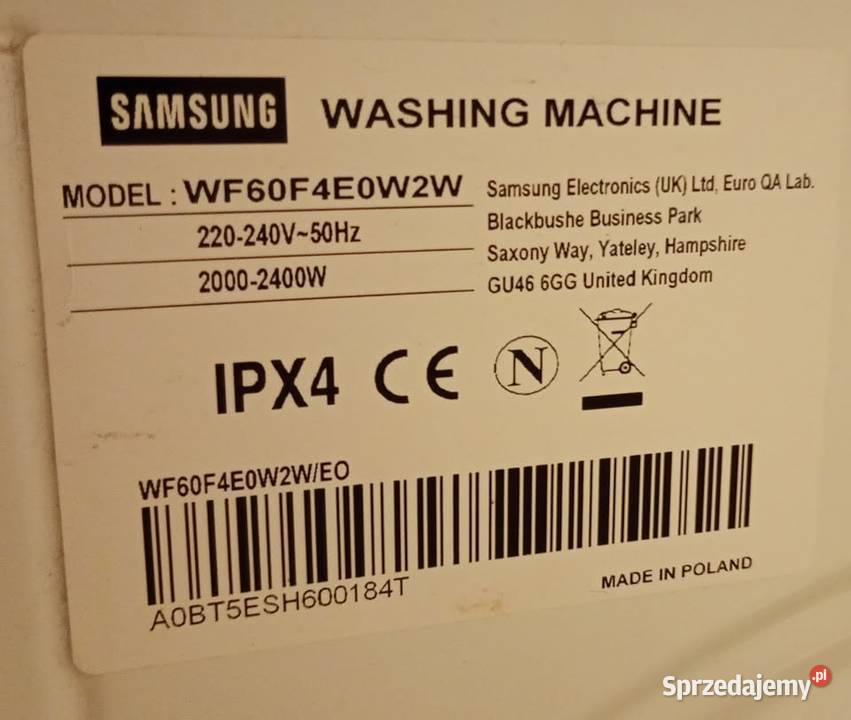 SAMSUNG WASHING MACHINE
MODEL : WF60F4E0W2W
220-240V~50Hz
2000-2400W
Samsung Electronics (UK) Ltd, Euro QA Lab.
Blackbushe Business Park
Saxony Way, Yateley, Hampshire
GU46 6GG United Kingdom
IPX4 CE N
WF60F4E0W2W/EO
A0BT5ESH600184T
MADE IN POLAND
Sprzedajemy.pl